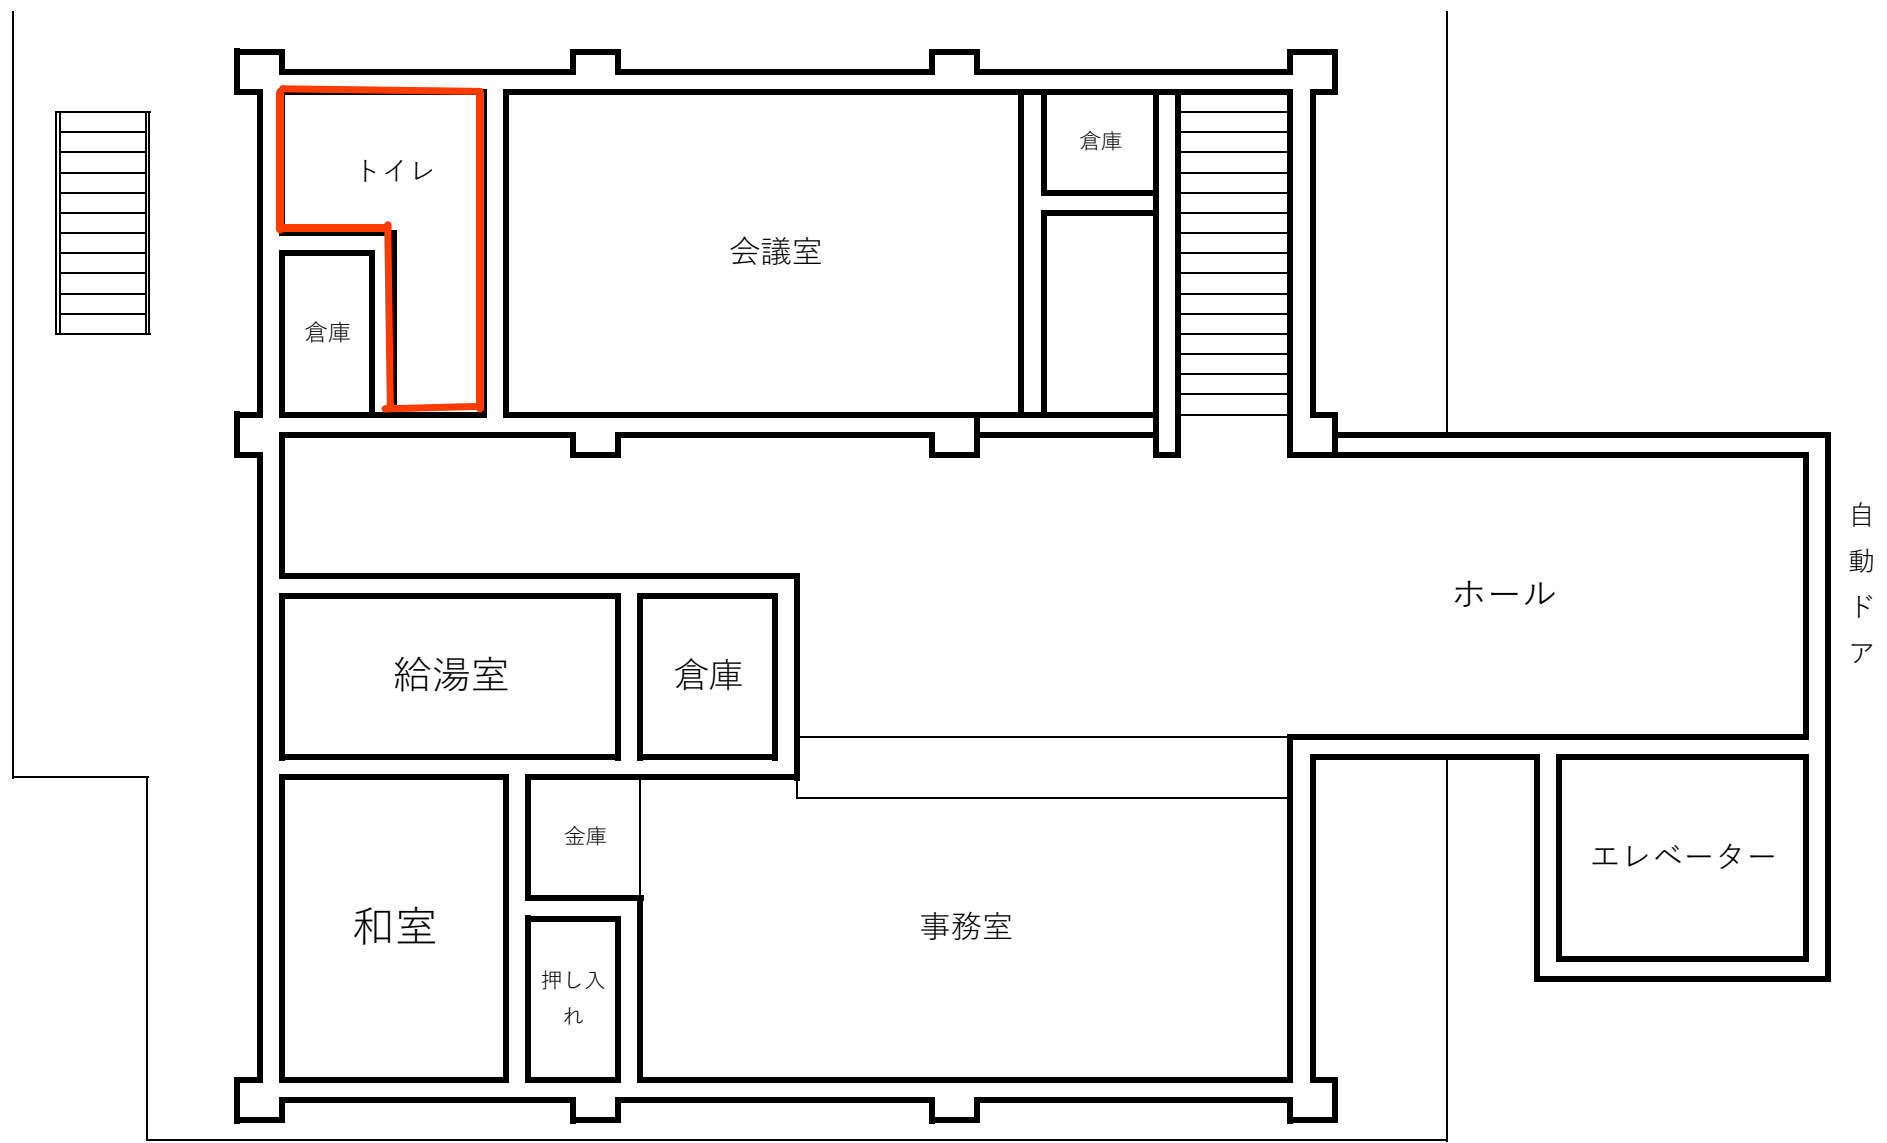 倉庫
トイレ
会議室
倉庫
自
動
ド
ア
ホール
給湯室
倉庫
金庫
エレベーター
和室
事務室
押し入
れ